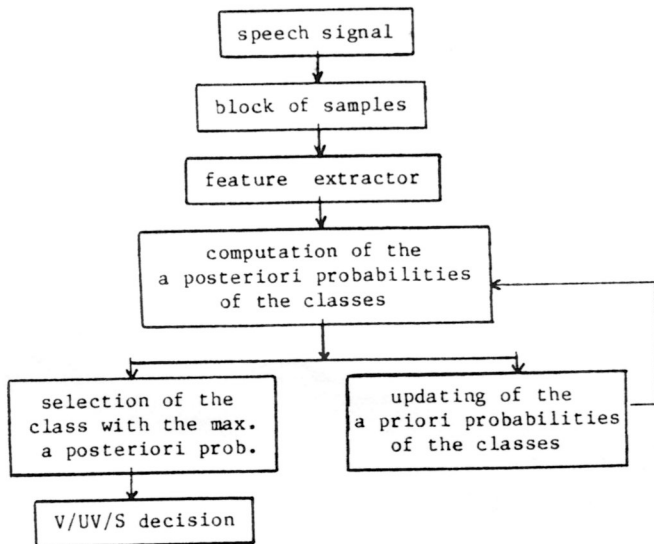 speech signal
block of samples
feature extractor
computation of the
a posteriori probabilities
of the classes
selection of the
class with the max.
a posteriori prob.
updating of the
a priori probabilities
of the classes
V/UV/S decision